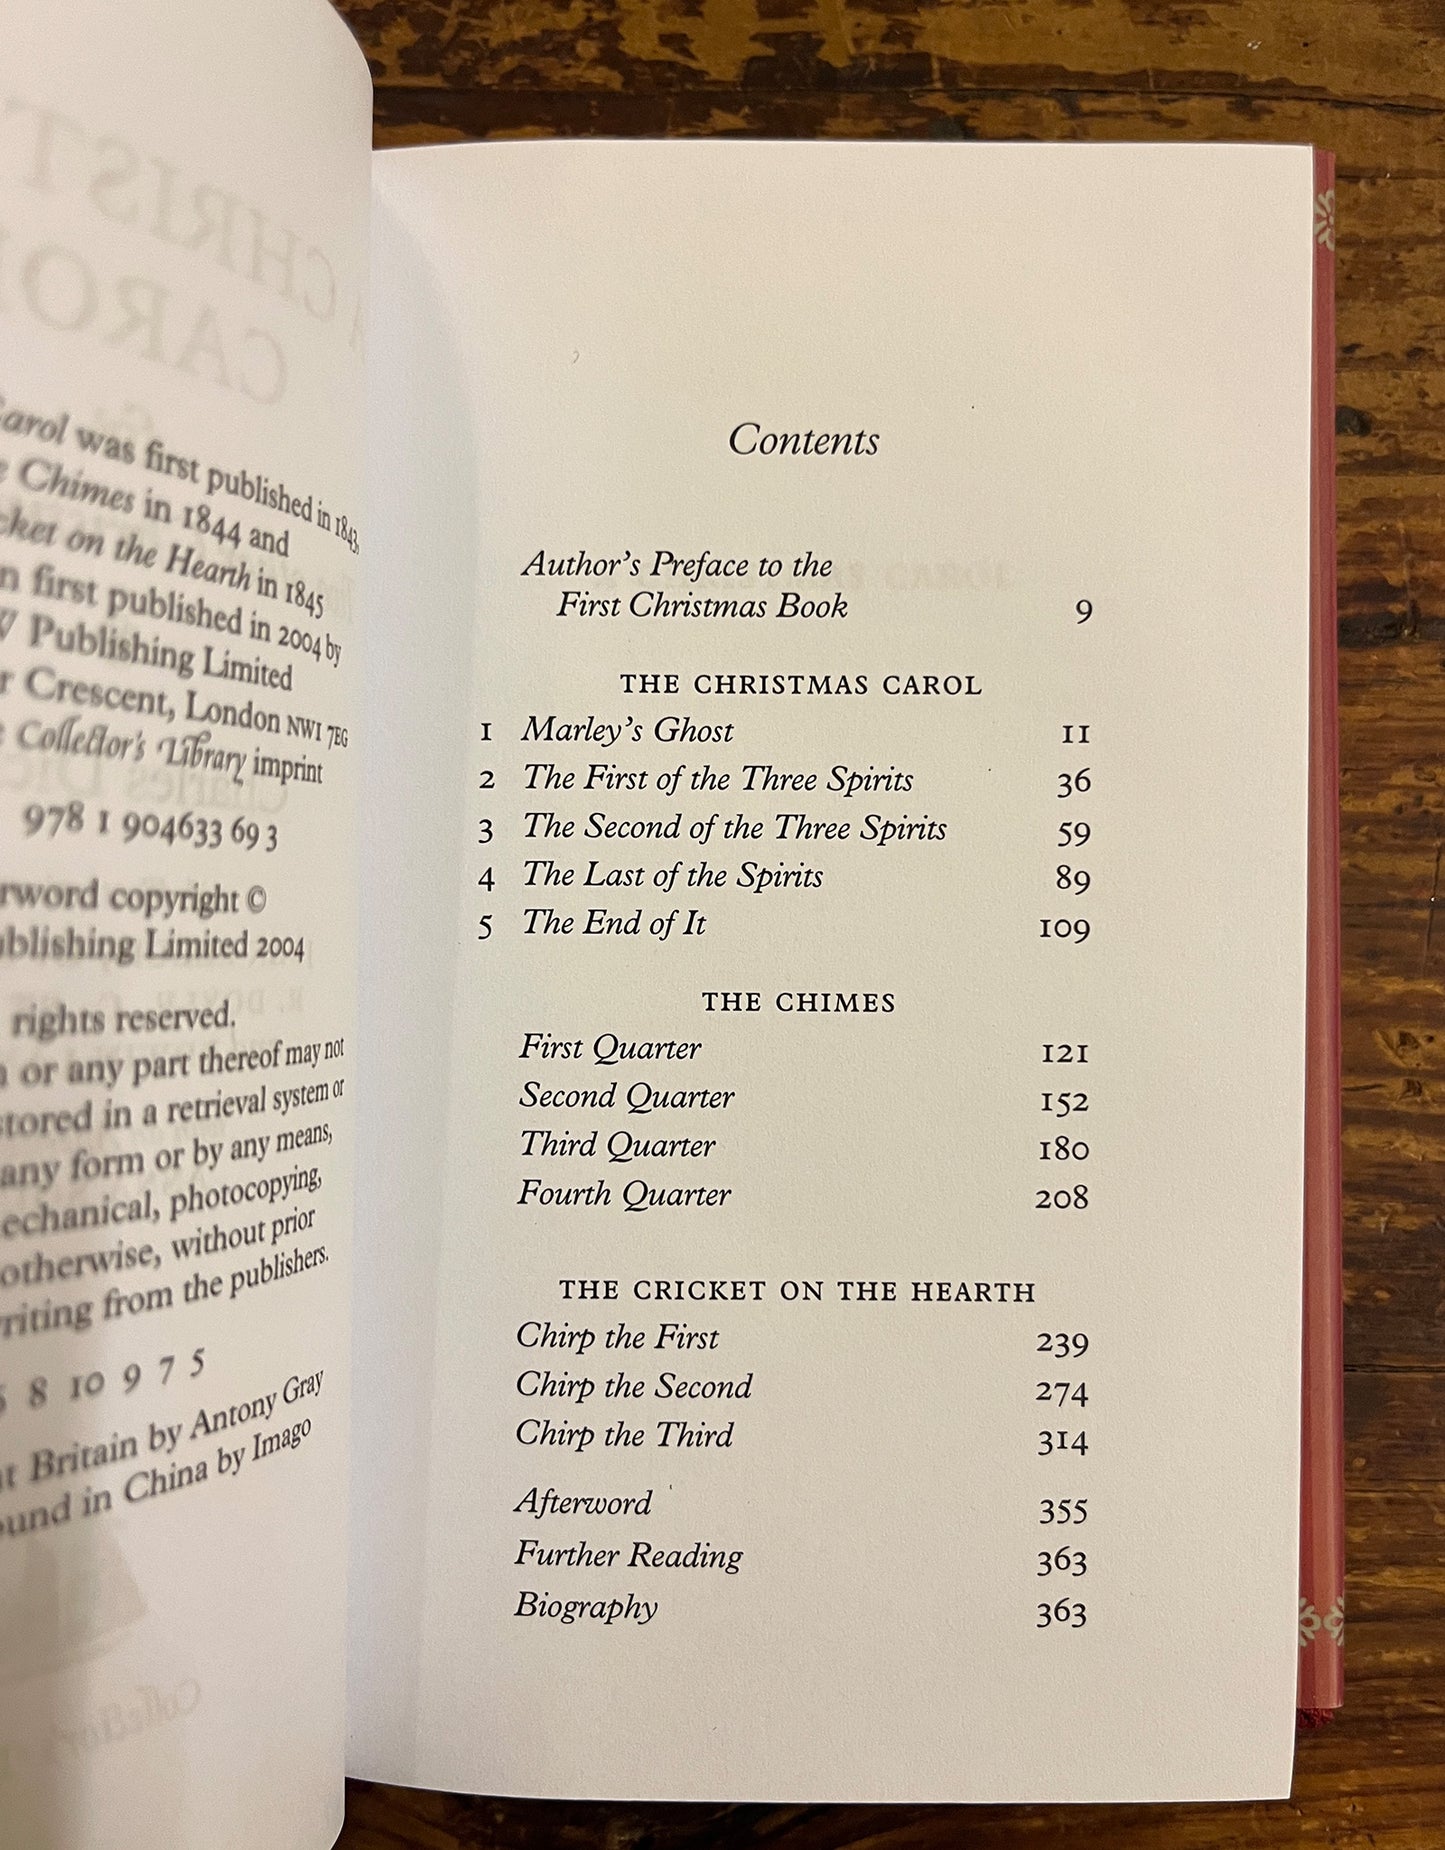 arol was first published in 1843,
Chimes in 1844 and
cket on the Hearth in 1845
n first published in 2004 by
Publishing Limited
r Crescent, London NW1 7EG
Collector's Library imprint
978 1 904633 69 3
rword copyright ©
ublishing Limited 2004
rights reserved.
or any part thereof may not
stored in a retrieval system or
any form or by any means,
echanical, photocopying,
otherwise, without prior
riting from the publishers.
8 10 9 7 5
Britain by Antony Gray
ound in China by Imago
Contents
Author's Preface to the
First Christmas Book 9
THE CHRISTMAS CAROL
1 Marley's Ghost 11
2 The First of the Three Spirits 36
3 The Second of the Three Spirits 59
4 The Last of the Spirits 89
5 The End of It 109
THE CHIMES
First Quarter 121
Second Quarter 152
Third Quarter 180
Fourth Quarter 208
THE CRICKET ON THE HEARTH
Chirp the First 239
Chirp the Second 274
Chirp the Third 314
Afterword 355
Further Reading 363
Biography 363